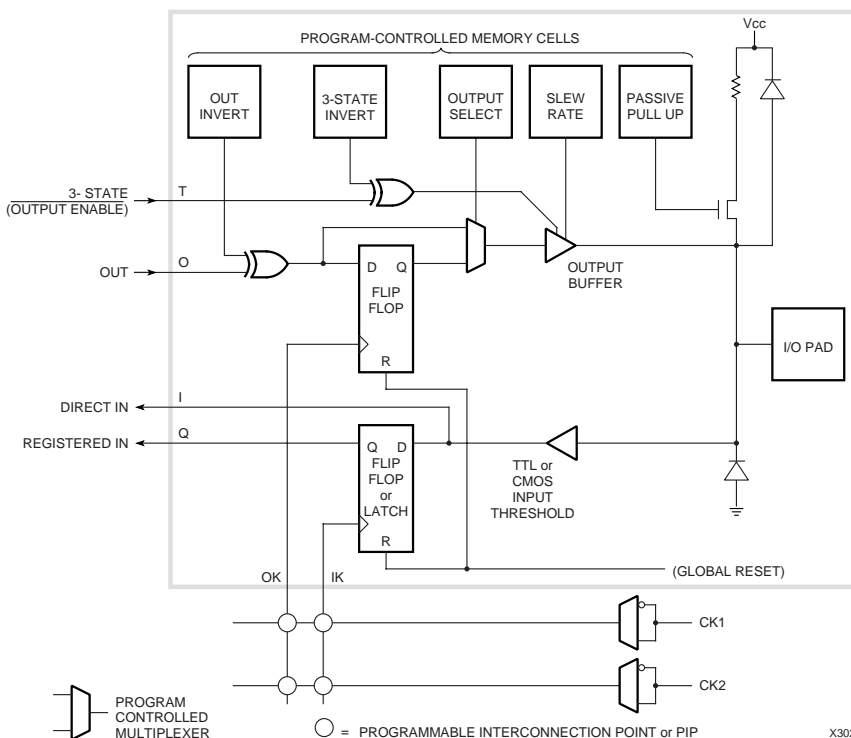 Vcc
PROGRAM-CONTROLLED MEMORY CELLS
OUT
INVERT
3-STATE
INVERT
OUTPUT
SELECT
SLEW
RATE
PASSIVE
PULL UP
3- STATE
(OUTPUT ENABLE)
T
OUT
O
D Q
FLIP
FLOP
R
OUTPUT
BUFFER
I/O PAD
DIRECT IN
I
REGISTERED IN
Q
Q D
FLIP
FLOP
or
LATCH
R
TTL or
CMOS
INPUT
THRESHOLD
OK
IK
(GLOBAL RESET)
CK1
CK2
PROGRAM
CONTROLLED
MULTIPLEXER
= PROGRAMMABLE INTERCONNECTION POINT or PIP